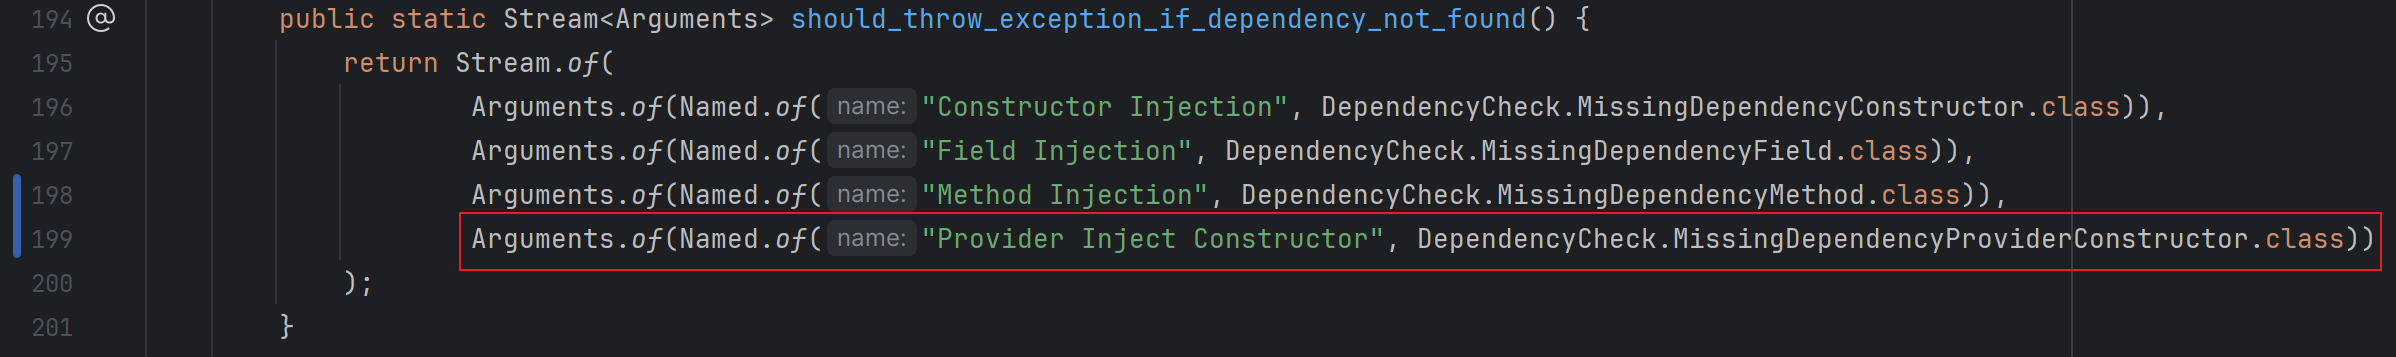 194 @ public static Stream<Arguments> should_throw_exception_if_dependency_not_found() {
195 return Stream.of(
196 Arguments.of(Named.of( name: "Constructor Injection", DependencyCheck.MissingDependencyConstructor.class)),
197 Arguments.of(Named.of( name: "Field Injection", DependencyCheck.MissingDependencyField.class)),
198 Arguments.of(Named.of( name: "Method Injection", DependencyCheck.MissingDependencyMethod.class)),
199 Arguments.of(Named.of( name: "Provider Inject Constructor", DependencyCheck.MissingDependencyProviderConstructor.class))
200 );
201 }